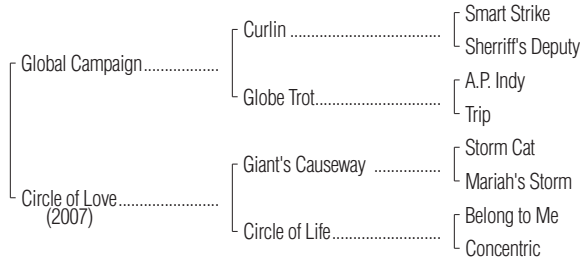 Smart Strike
Curlin
Sherriff's Deputy
Global Campaign
A.P. Indy
Globe Trot
Trip
Storm Cat
Giant's Causeway
Mariah's Storm
Circle of Love
(2007)
Belong to Me
Circle of Life
Concentric